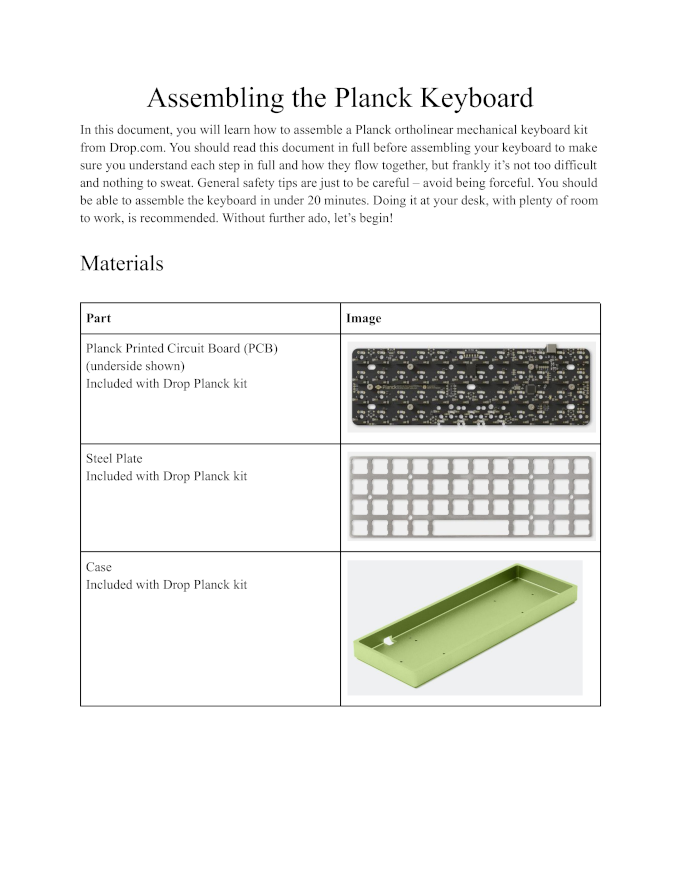 Assembling the Planck Keyboard
In this document, you will learn how to assemble a Planck ortholinear mechanical keyboard kit
from Drop.com. You should read this document in full before assembling your keyboard to make
sure you understand each step in full and how they flow together, but frankly it’s not too difficult
and nothing to sweat. General safety tips are just to be careful – avoid being forceful. You should
be able to assemble the keyboard in under 20 minutes. Doing it at your desk, with plenty of room
to work, is recommended. Without further ado, let’s begin!
Materials
Part
Image
Planck Printed Circuit Board (PCB)
(underside shown)
Included with Drop Planck kit
Steel Plate
Included with Drop Planck kit
Case
Included with Drop Planck kit